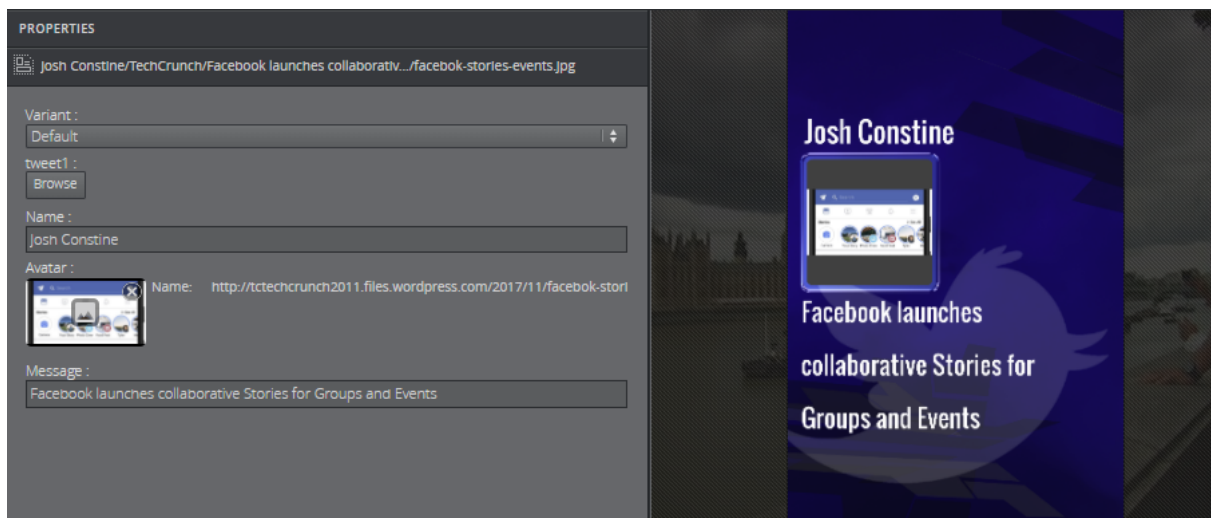 PROPERTIES
Josh Constine/TechCrunch/Facebook launches collaborativ.../facebok-stories-events.jpg
Variant :
Default
tweet1 :
Browse
Name :
Josh Constine
Avatar :
Name: http://tctechcrunch2011.files.wordpress.com/2017/11/facebok-stori
Message :
Facebook launches collaborative Stories for Groups and Events
Josh Constine
Facebook launches
collaborative Stories for
Groups and Events